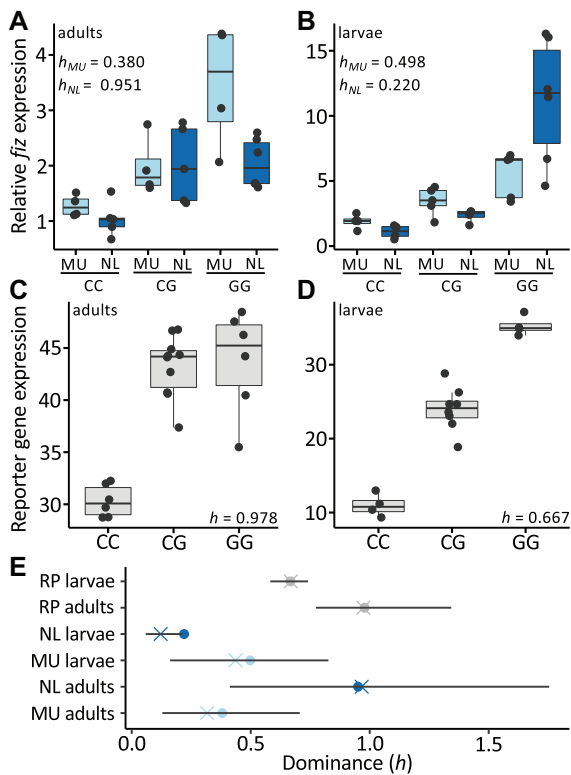 A
adults
h_MU = 0.380
h_NL = 0.951
Relative fiz expression
4
3
2
1
MU NL MU NL MU NL
CC CG GG
B
larvae
h_MU = 0.498
h_NL = 0.220
15
10
5
0
MU NL MU NL MU NL
CC CG GG
C
adults
Reporter gene expression
45
40
35
30
h = 0.978
CC CG GG
D
larvae
30
20
10
h = 0.667
CC CG GG
E
RP larvae
RP adults
NL larvae
MU larvae
NL adults
MU adults
0.0 0.5 1.0 1.5
Dominance (h)